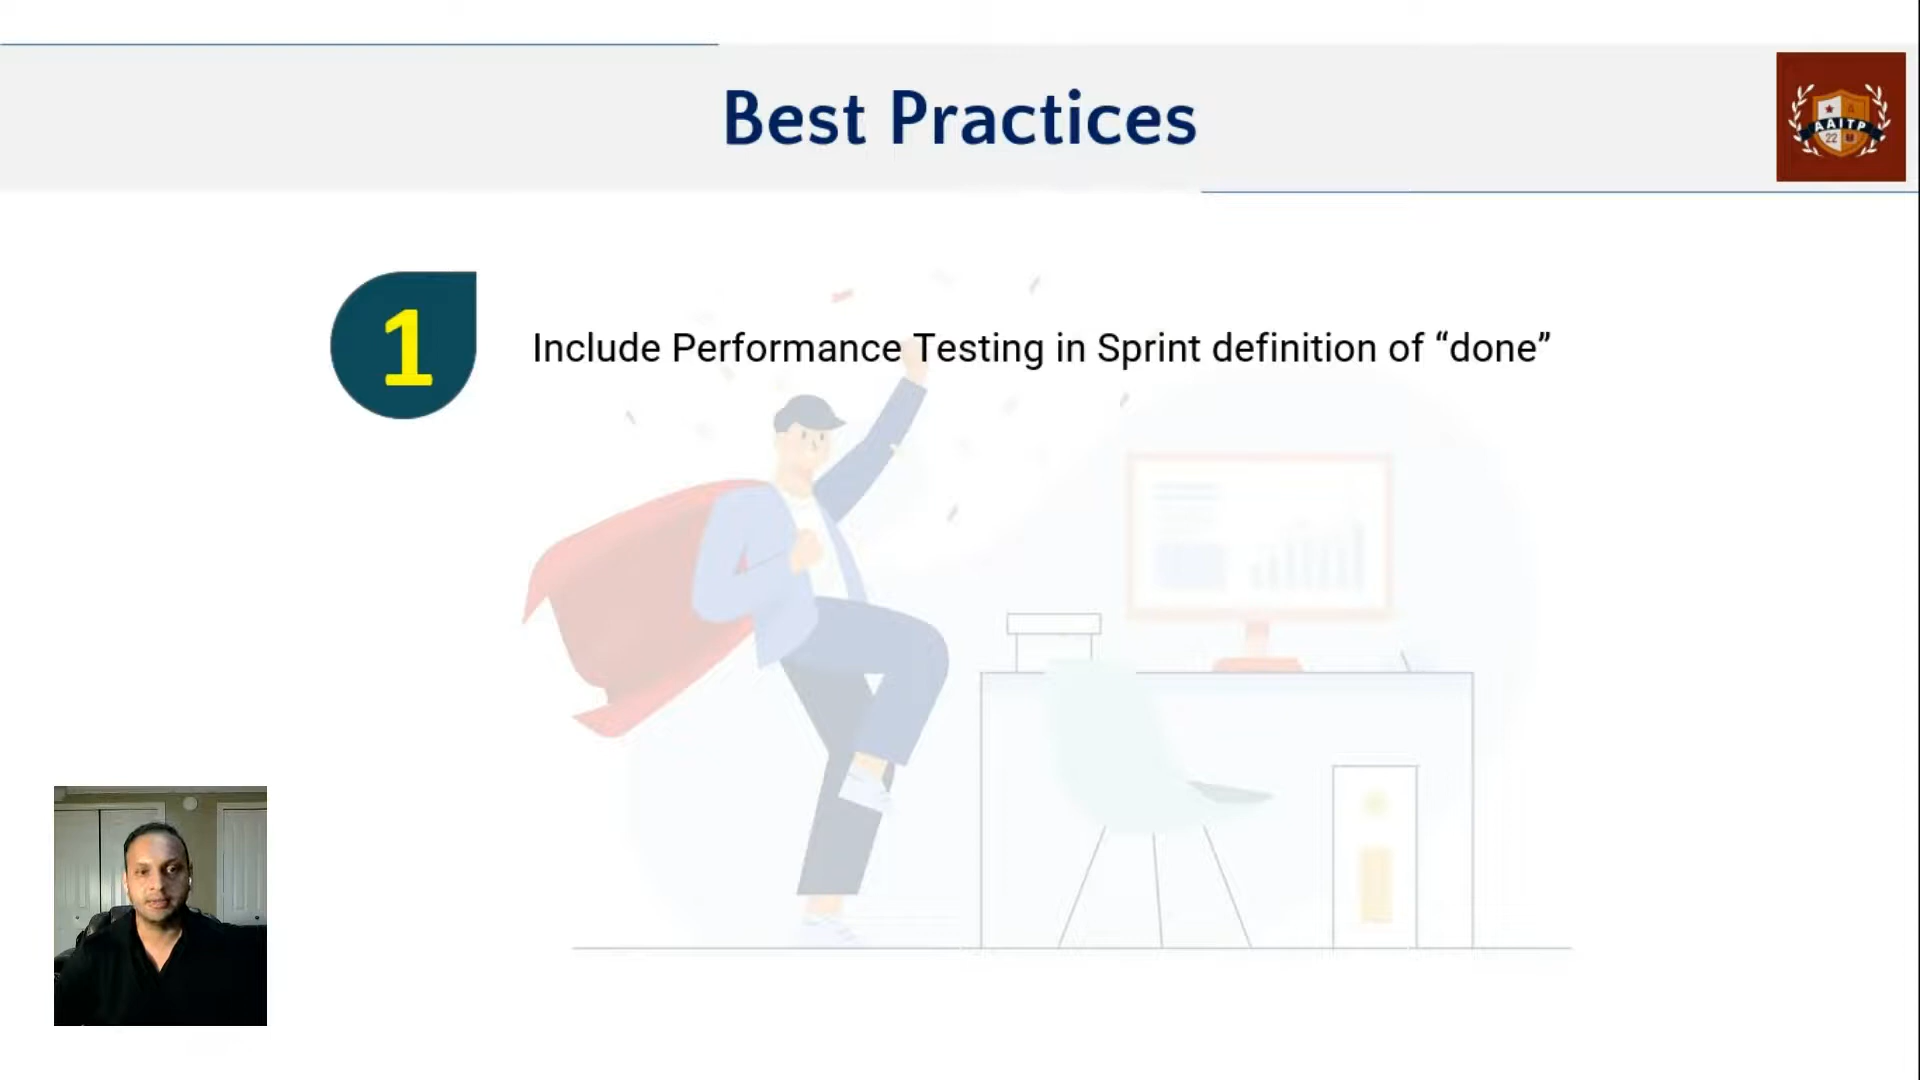 Best Practices
AAITP
22
1
Include Performance Testing in Sprint definition of “done”